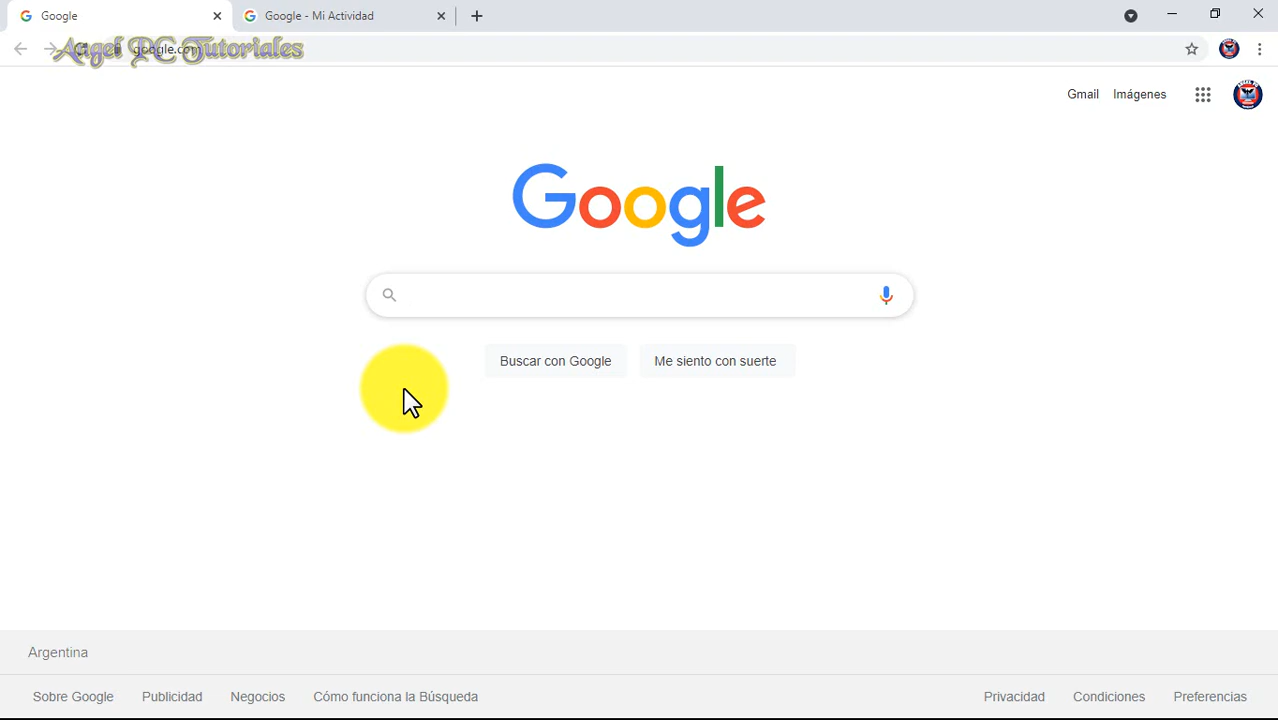 Google
Google - Mi Actividad
google.com
Angel PC Tutoriales
Gmail
Imágenes
Google
Buscar con Google
Me siento con suerte
Argentina
Sobre Google
Publicidad
Negocios
Cómo funciona la Búsqueda
Privacidad
Condiciones
Preferencias